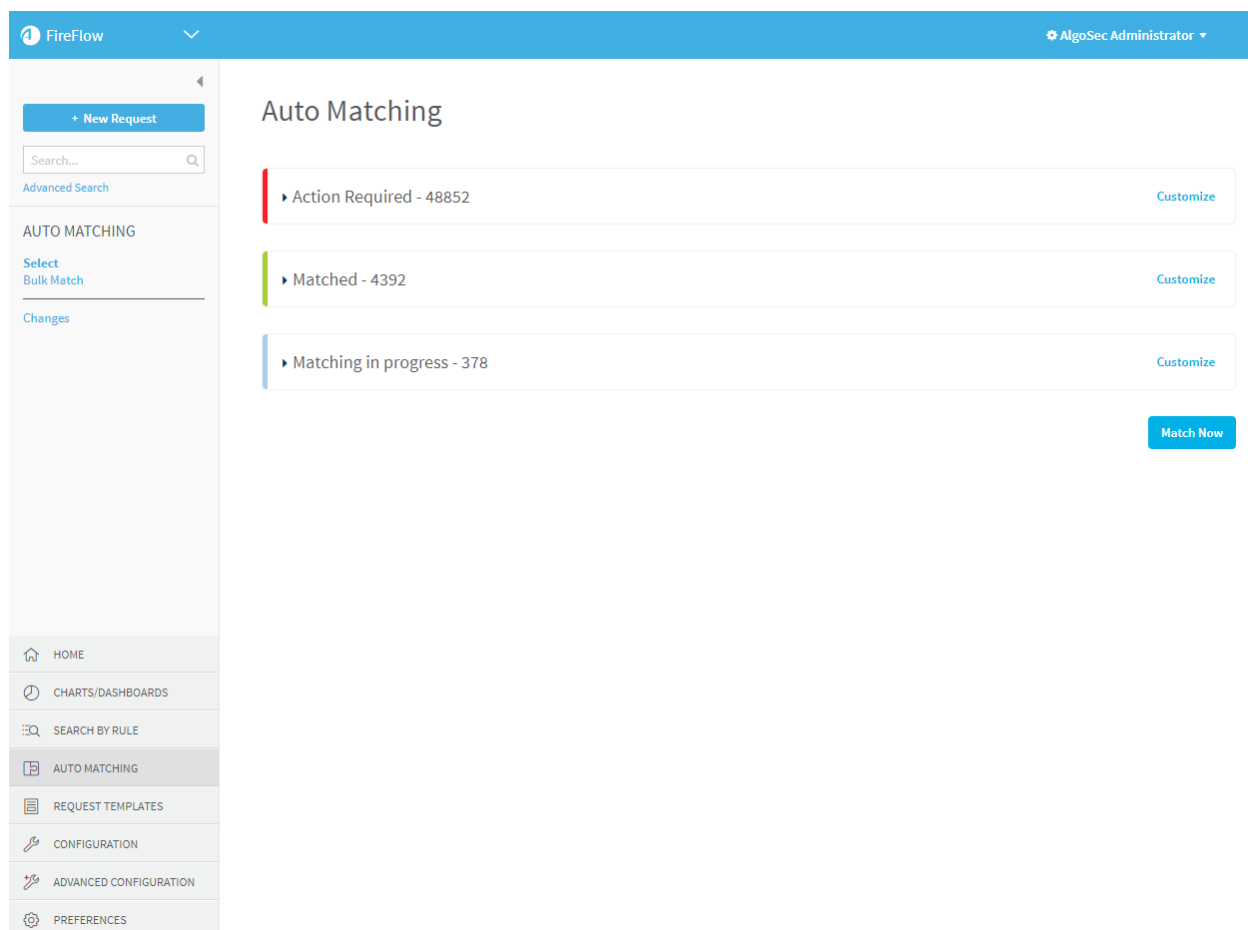 FireFlow
AlgoSec Administrator
+ New Request
Search...
Advanced Search
AUTO MATCHING
Select
Bulk Match
Changes
Auto Matching
Action Required - 48852
Customize
Matched - 4392
Customize
Matching in progress - 378
Customize
Match Now
HOME
CHARTS/DASHBOARDS
SEARCH BY RULE
AUTO MATCHING
REQUEST TEMPLATES
CONFIGURATION
ADVANCED CONFIGURATION
PREFERENCES